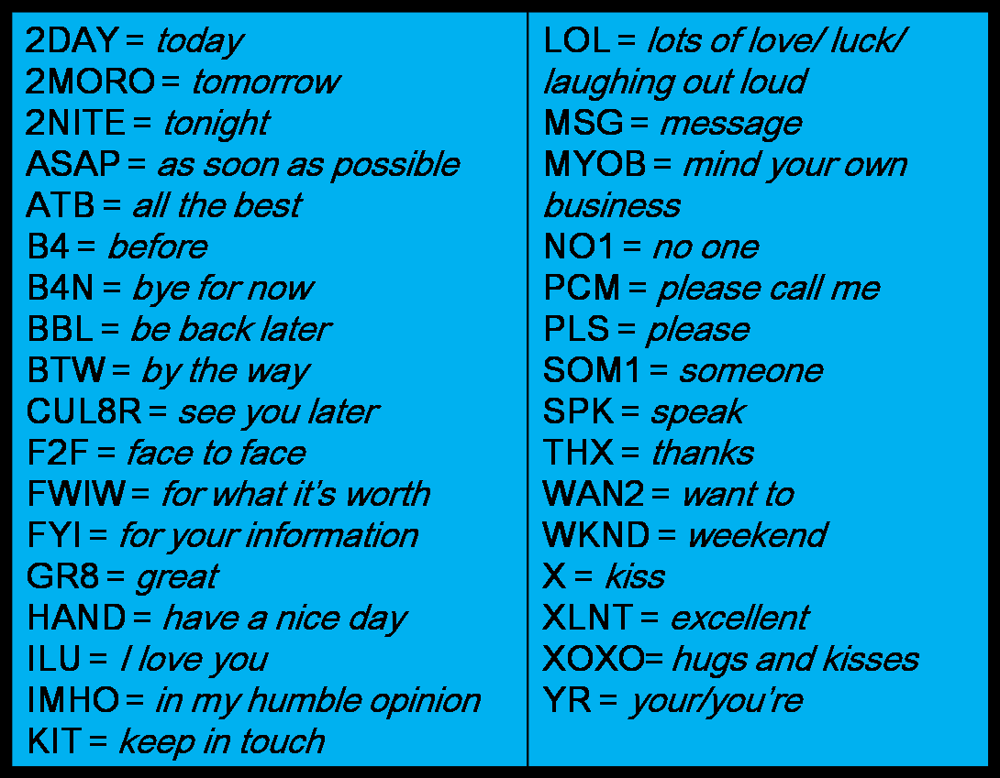 2DAY = today
2MORO = tomorrow
2NITE = tonight
ASAP = as soon as possible
ATB = all the best
B4 = before
B4N = bye for now
BBL = be back later
BTW = by the way
CUL8R = see you later
F2F = face to face
FWIW = for what it’s worth
FYI = for your information
GR8 = great
HAND = have a nice day
ILU = I love you
IMHO = in my humble opinion
KIT = keep in touch
LOL = lots of love/ luck/
laughing out loud
MSG = message
MYOB = mind your own
business
NO1 = no one
PCM = please call me
PLS = please
SOM1 = someone
SPK = speak
THX = thanks
WAN2 = want to
WKND = weekend
X = kiss
XLNT = excellent
XOXO= hugs and kisses
YR = your/you’re